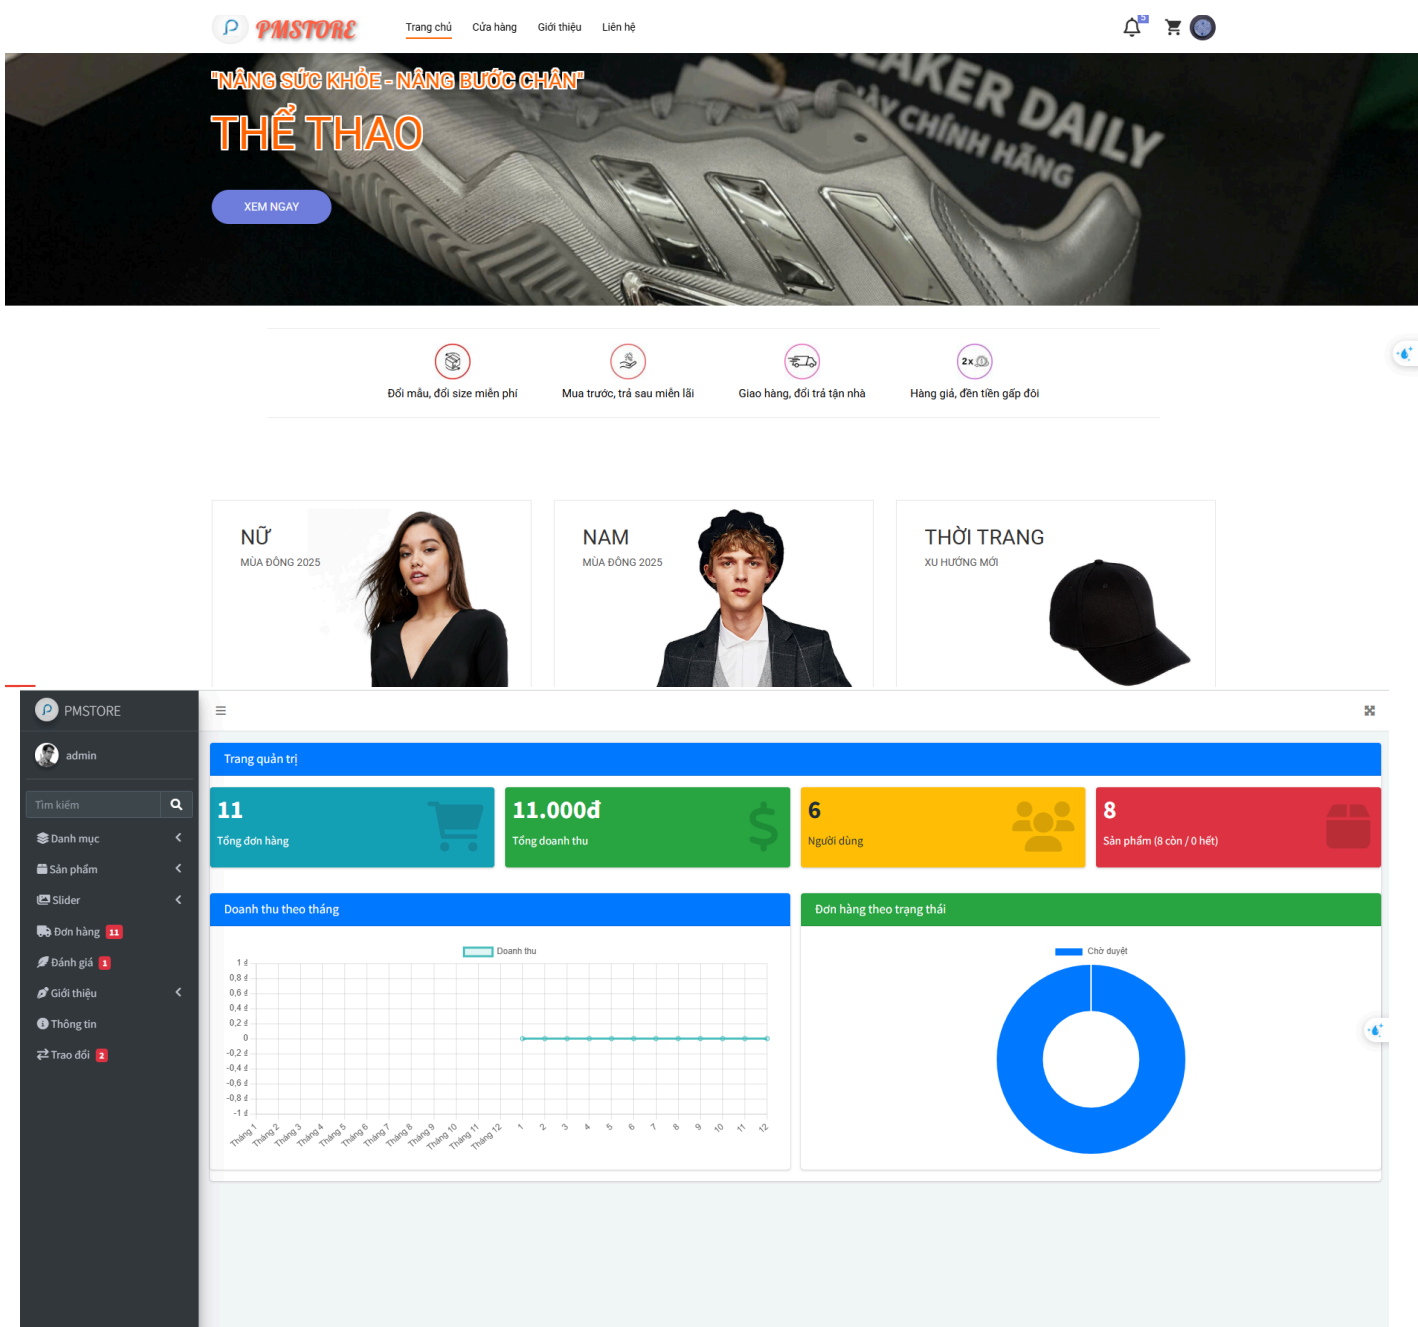 PMSTORE
Trang chủ
Cửa hàng
Giới thiệu
Liên hệ
5
"NÂNG SỨC KHỎE - NÂNG BƯỚC CHÂN"
THỂ THAO
XEM NGAY
EAKER DAILY
CHÍNH HÃNG
2x
Đổi mẫu, đổi size miễn phí
Mua trước, trả sau miễn lãi
Giao hàng, đổi trả tận nhà
Hàng giả, đền tiền gấp đôi
NỮ
MÙA ĐÔNG 2025
NAM
MÙA ĐÔNG 2025
THỜI TRANG
XU HƯỚNG MỚI
PMSTORE
admin
Tìm kiếm
Danh mục
Sản phẩm
Slider
Đơn hàng 11
Đánh giá 1
Giới thiệu
Thông tin
Trao đổi 2
Trang quản trị
11
Tổng đơn hàng
11.000đ
Tổng doanh thu
6
Người dùng
8
Sản phẩm (8 còn / 0 hết)
Doanh thu theo tháng
Doanh thu
1 ₫
0,8 ₫
0,6 ₫
0,4 ₫
0,2 ₫
0
-0,2 ₫
-0,4 ₫
-0,6 ₫
-0,8 ₫
-1 ₫
Tháng 1
Tháng 2
Tháng 3
Tháng 4
Tháng 5
Tháng 6
Tháng 7
Tháng 8
Tháng 9
Tháng 10
Tháng 11
Tháng 12
1
2
3
4
5
6
7
8
9
10
11
12
Đơn hàng theo trạng thái
Chờ duyệt